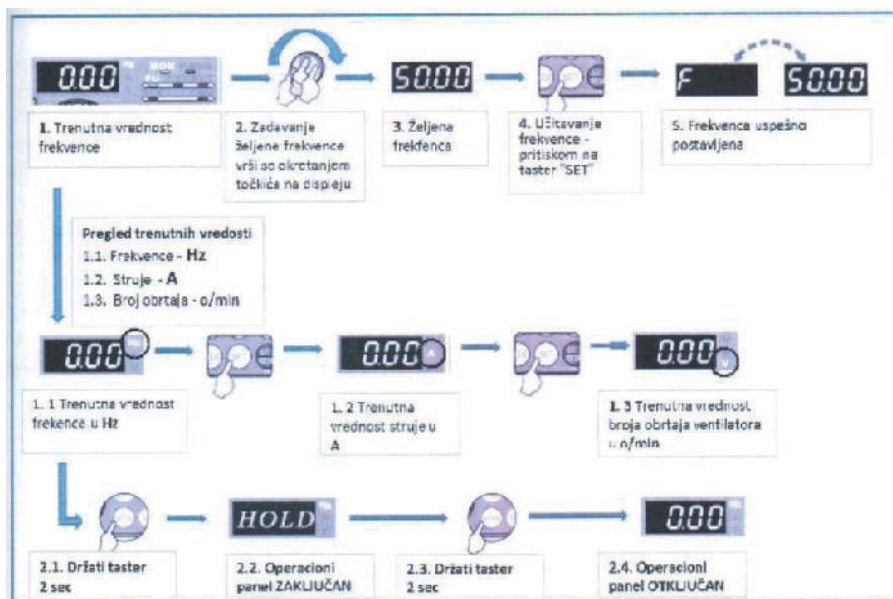 0.00
50.00
F
50.00
1. Trenutna vrednost
frekvence
2. Zadavanje
željene frekvence
vrši se okretanjem
točkića na displeju
3. Željena
frekfenca
4. Učitavanje
frekvence -
pritiskom na
taster "SET"
5. Frekvenca uspešno
postavljena
Pregled trenutnih vredosti
1.1. Frekvence - Hz
1.2. Struje - A
1.3. Broj obrtaja - o/min
0.00
0.00 A
0.00
1. 1 Trenutna vrednost
frekence u Hz
1. 2 Trenutna
vrednost struje u
A
1. 3 Trenutna vrednost
broja obrtaja ventilatora
u o/min
HOLD
0.00
2.1. Držati taster
2 sec
2.2. Operacioni
panel ZAKLJUČAN
2.3. Držati taster
2 sec
2.4. Operacioni
panel OTKLJUČAN